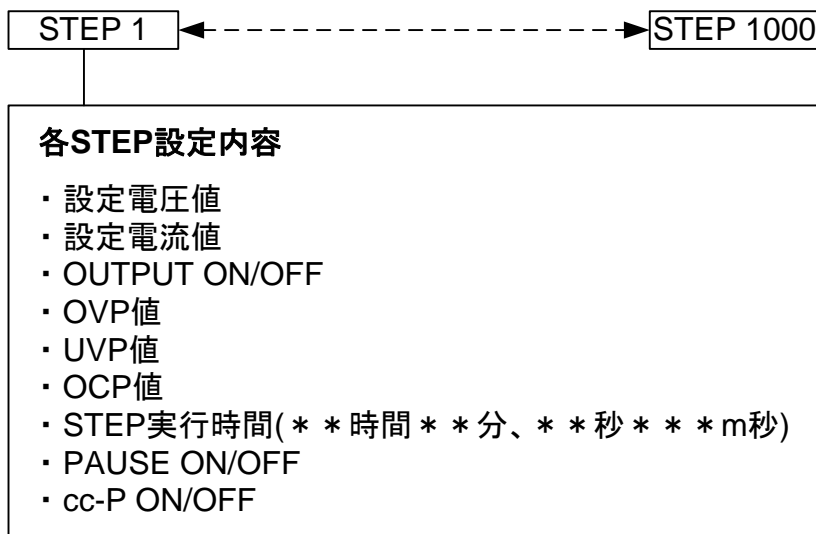 STEP 1 STEP 1000
各STEP設定内容
・設定電圧値
・設定電流値
・OUTPUT ON/OFF
・OVP値
・UVP値
・OCP値
・STEP実行時間(＊＊時間＊＊分、＊＊秒＊＊＊m秒)
・PAUSE ON/OFF
・cc-P ON/OFF